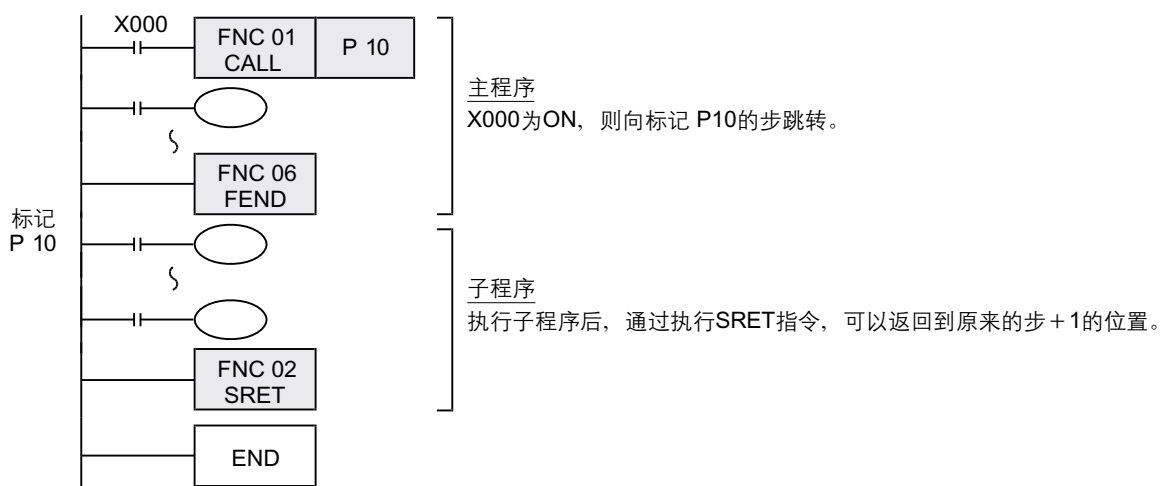 X000
FNC 01
CALL
P 10
主程序
X000为ON，则向标记 P10的步跳转。
FNC 06
FEND
标记
P 10
子程序
执行子程序后，通过执行SRET指令，可以返回到原来的步＋1的位置。
FNC 02
SRET
END